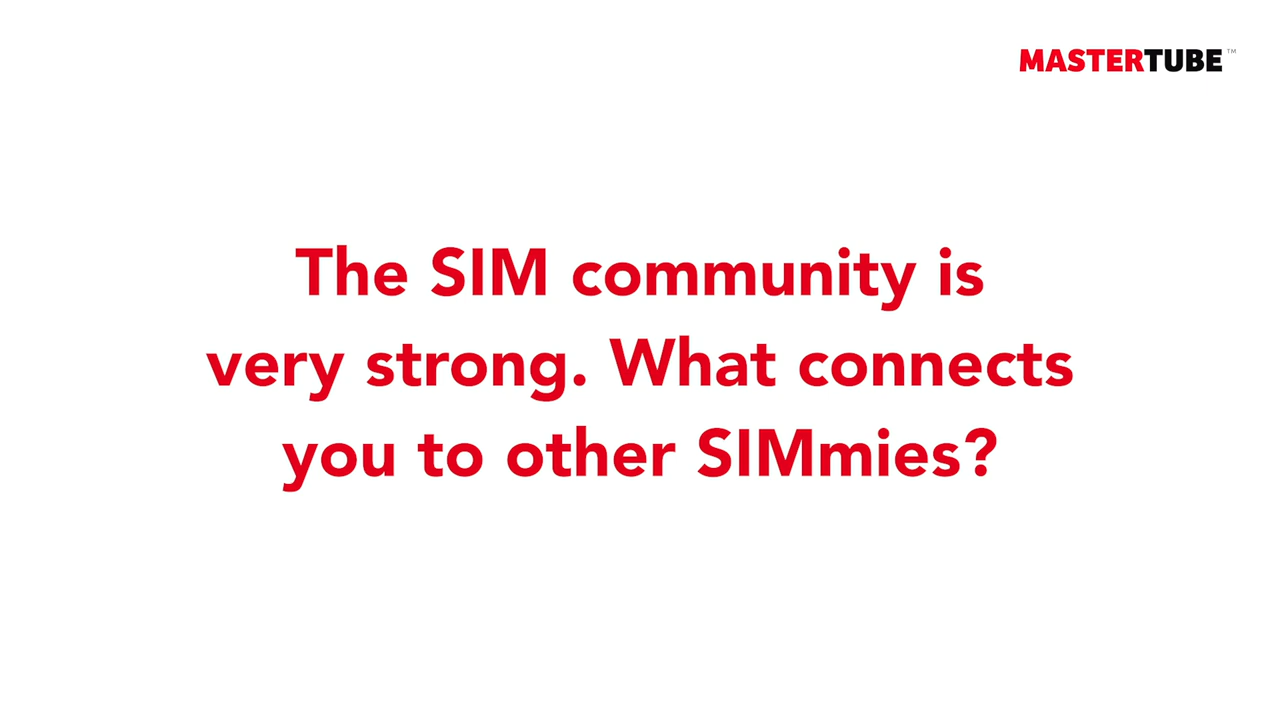 MASTERTUBE™
The SIM community is
very strong. What connects
you to other SIMmies?